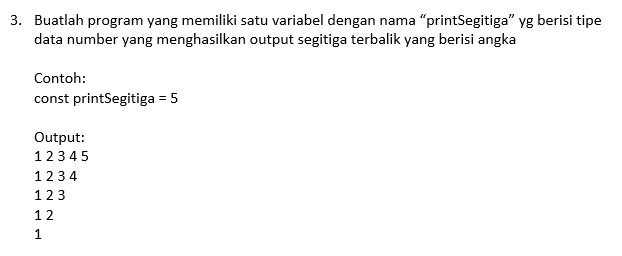 3. Buatlah program yang memiliki satu variabel dengan nama “printSegitiga” yg berisi tipe
data number yang menghasilkan output segitiga terbalik yang berisi angka
Contoh:
const printSegitiga = 5
Output:
1 2 3 4 5
1 2 3 4
1 2 3
1 2
1